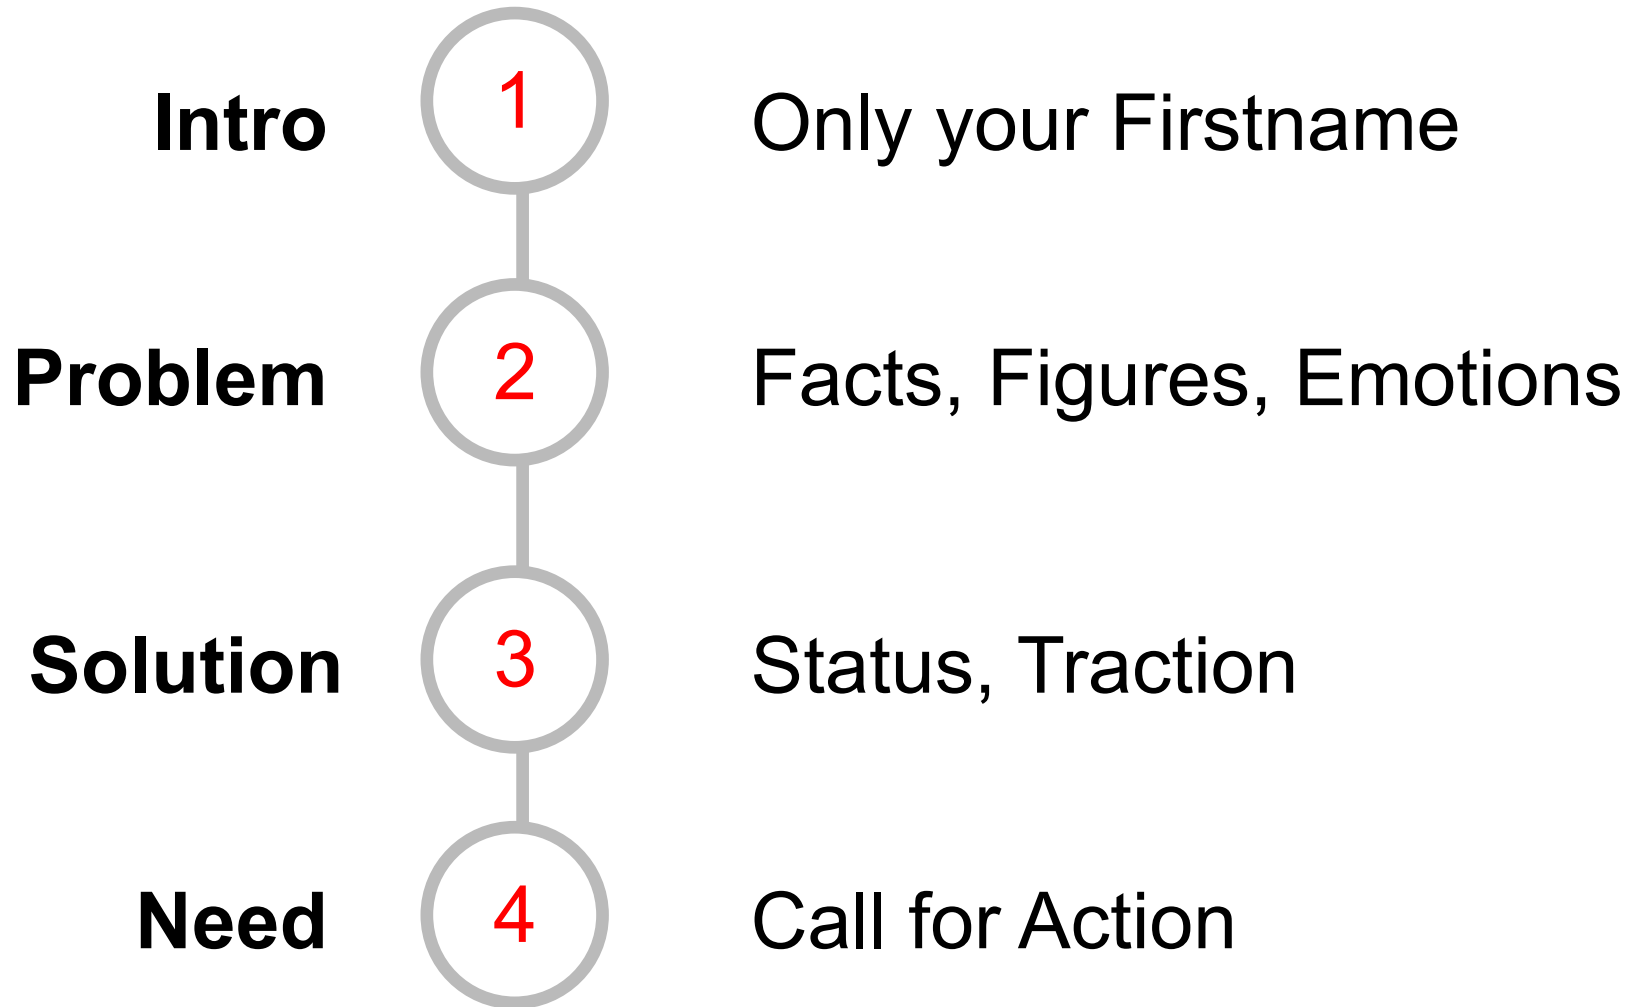 Intro 1 Only your Firstname
Problem 2 Facts, Figures, Emotions
Solution 3 Status, Traction
Need 4 Call for Action